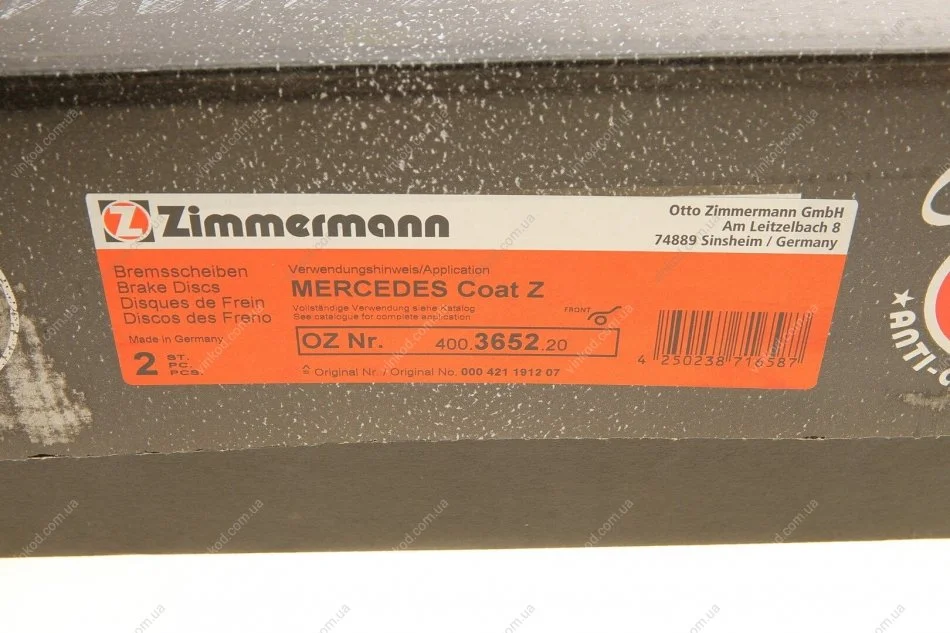 Z Zimmermann
Otto Zimmermann GmbH
Am Leitzelbach 8
74889 Sinsheim / Germany
Bremsscheiben
Brake Discs
Disques de Frein
Discos des Freno
Made in Germany
2 ST.
PC.
PCS.
Verwendungshinweis/Application
MERCEDES Coat Z
Vollständige Verwendung siehe Katalog
See catalogue for complete application
FRONT
OZ Nr. 400.3652.20
≙ Original Nr. / Original No. 000 421 1912 07
4 250238 716587
★ ANTI-
vinkod.com.ua